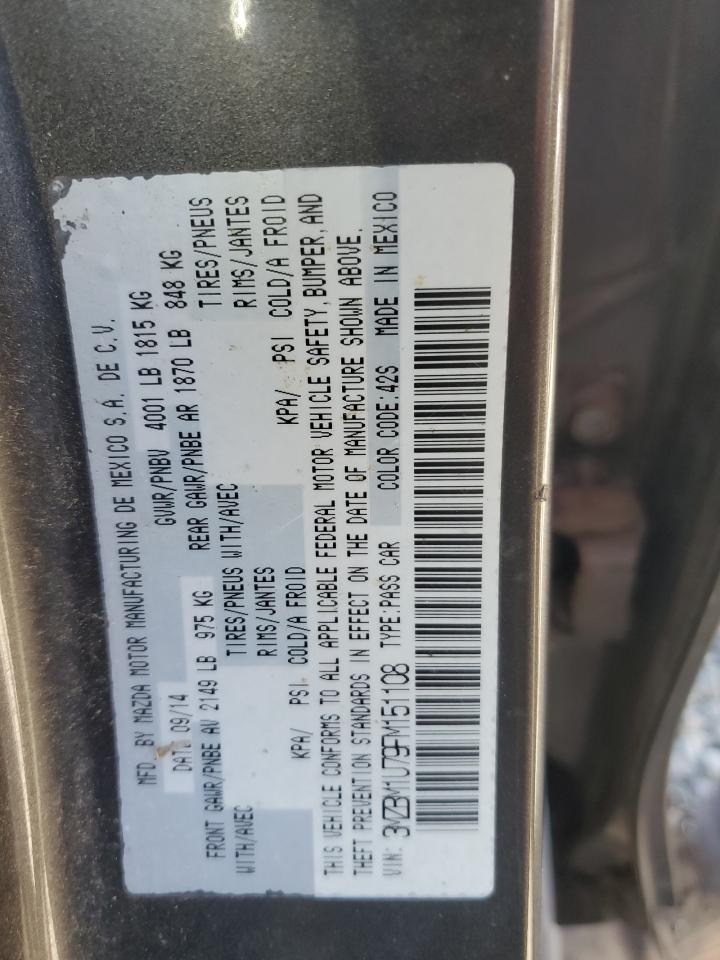 MFD. BY MAZDA MOTOR MANUFACTURING DE MEXICO S.A. DE C.V.
DATE 09/14 GVWR/PNBV 4001 LB 1815 KG
FRONT GAWR/PNBE AV 2149 LB 975 KG REAR GAWR/PNBE AR 1870 LB 848 KG
WITH/AVEC TIRES/PNEUS WITH/AVEC TIRES/PNEUS
RIMS/JANTES RIMS/JANTES
KPA/ PSI COLD/A FROID KPA/ PSI COLD/A FROID
THIS VEHICLE CONFORMS TO ALL APPLICABLE FEDERAL MOTOR VEHICLE SAFETY, BUMPER, AND
THEFT PREVENTION STANDARDS IN EFFECT ON THE DATE OF MANUFACTURE SHOWN ABOVE.
VIN: 3MZBM1U79FM151108 TYPE:PASS CAR COLOR CODE:42S MADE IN MEXICO